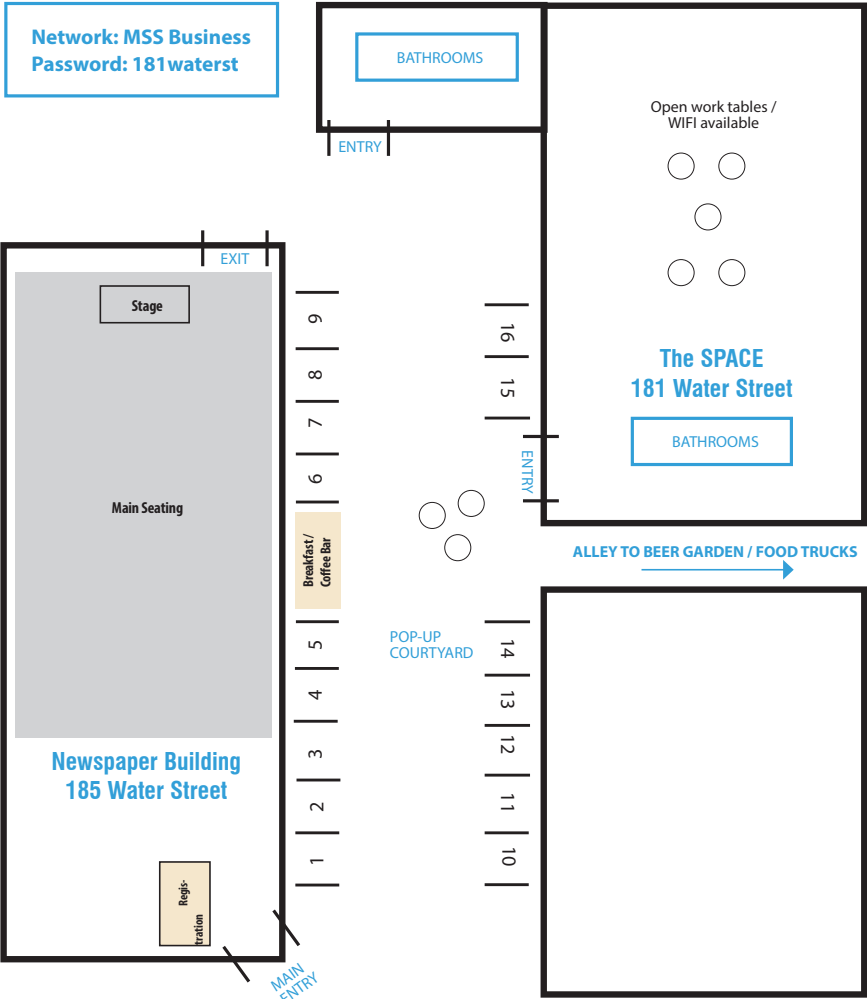 Network: MSS Business
Password: 181waterst
BATHROOMS
ENTRY
Open work tables /
WIFI available
EXIT
Stage
9
8
7
6
Main Seating
Breakfast /
Coffee Bar
5
4
3
2
1
16
15
ENTRY
The SPACE
181 Water Street
BATHROOMS
ALLEY TO BEER GARDEN / FOOD TRUCKS
POP-UP
COURTYARD
14
13
12
11
10
Newspaper Building
185 Water Street
Regis-
tration
MAIN
ENTRY